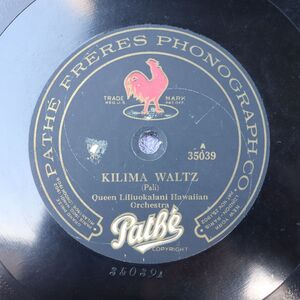 PATHÉ FRÈRES PHONOGRAPH CO
TRADE MARK
A
35039
KILIMA WALTZ
(Pali)
Queen Liliuokalani Hawaiian
Orchestra
Pathé
COPYRIGHT